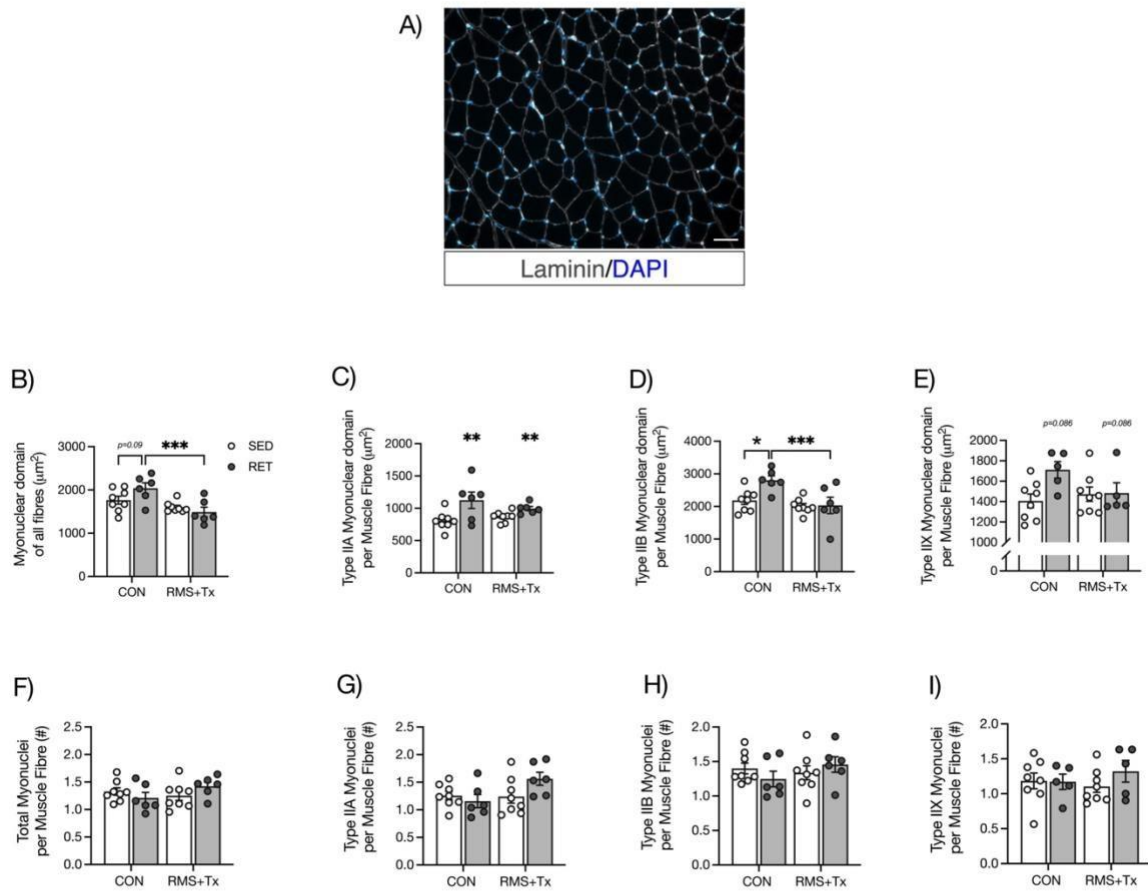 A)
Laminin/DAPI
B)
Myonuclear domain
of all fibres (µm²)
3000
2000
1000
0
p=0.09
***
SED
RET
CON
RMS+Tx
C)
Type IIA Myonuclear domain
per Muscle Fibre (µm²)
2000
1500
1000
500
0
**
**
CON
RMS+Tx
D)
Type IIB Myonuclear domain
per Muscle Fibre (µm²)
4000
3000
2000
1000
0
*
***
CON
RMS+Tx
E)
Type IIX Myonuclear domain
per Muscle Fibre (µm²)
2000
1800
1600
1400
1200
0
p=0.086
p=0.086
CON
RMS+Tx
F)
Total Myonuclei
per Muscle Fibre (#)
2.5
2.0
1.5
1.0
0.5
0.0
CON
RMS+Tx
G)
Type IIA Myonuclei
per Muscle Fibre (#)
2.5
2.0
1.5
1.0
0.5
0.0
CON
RMS+Tx
H)
Type IIB Myonuclei
per Muscle Fibre (#)
2.0
1.5
1.0
0.5
0.0
CON
RMS+Tx
I)
Type IIX Myonuclei
per Muscle Fibre (#)
2.0
1.5
1.0
0.5
0.0
CON
RMS+Tx